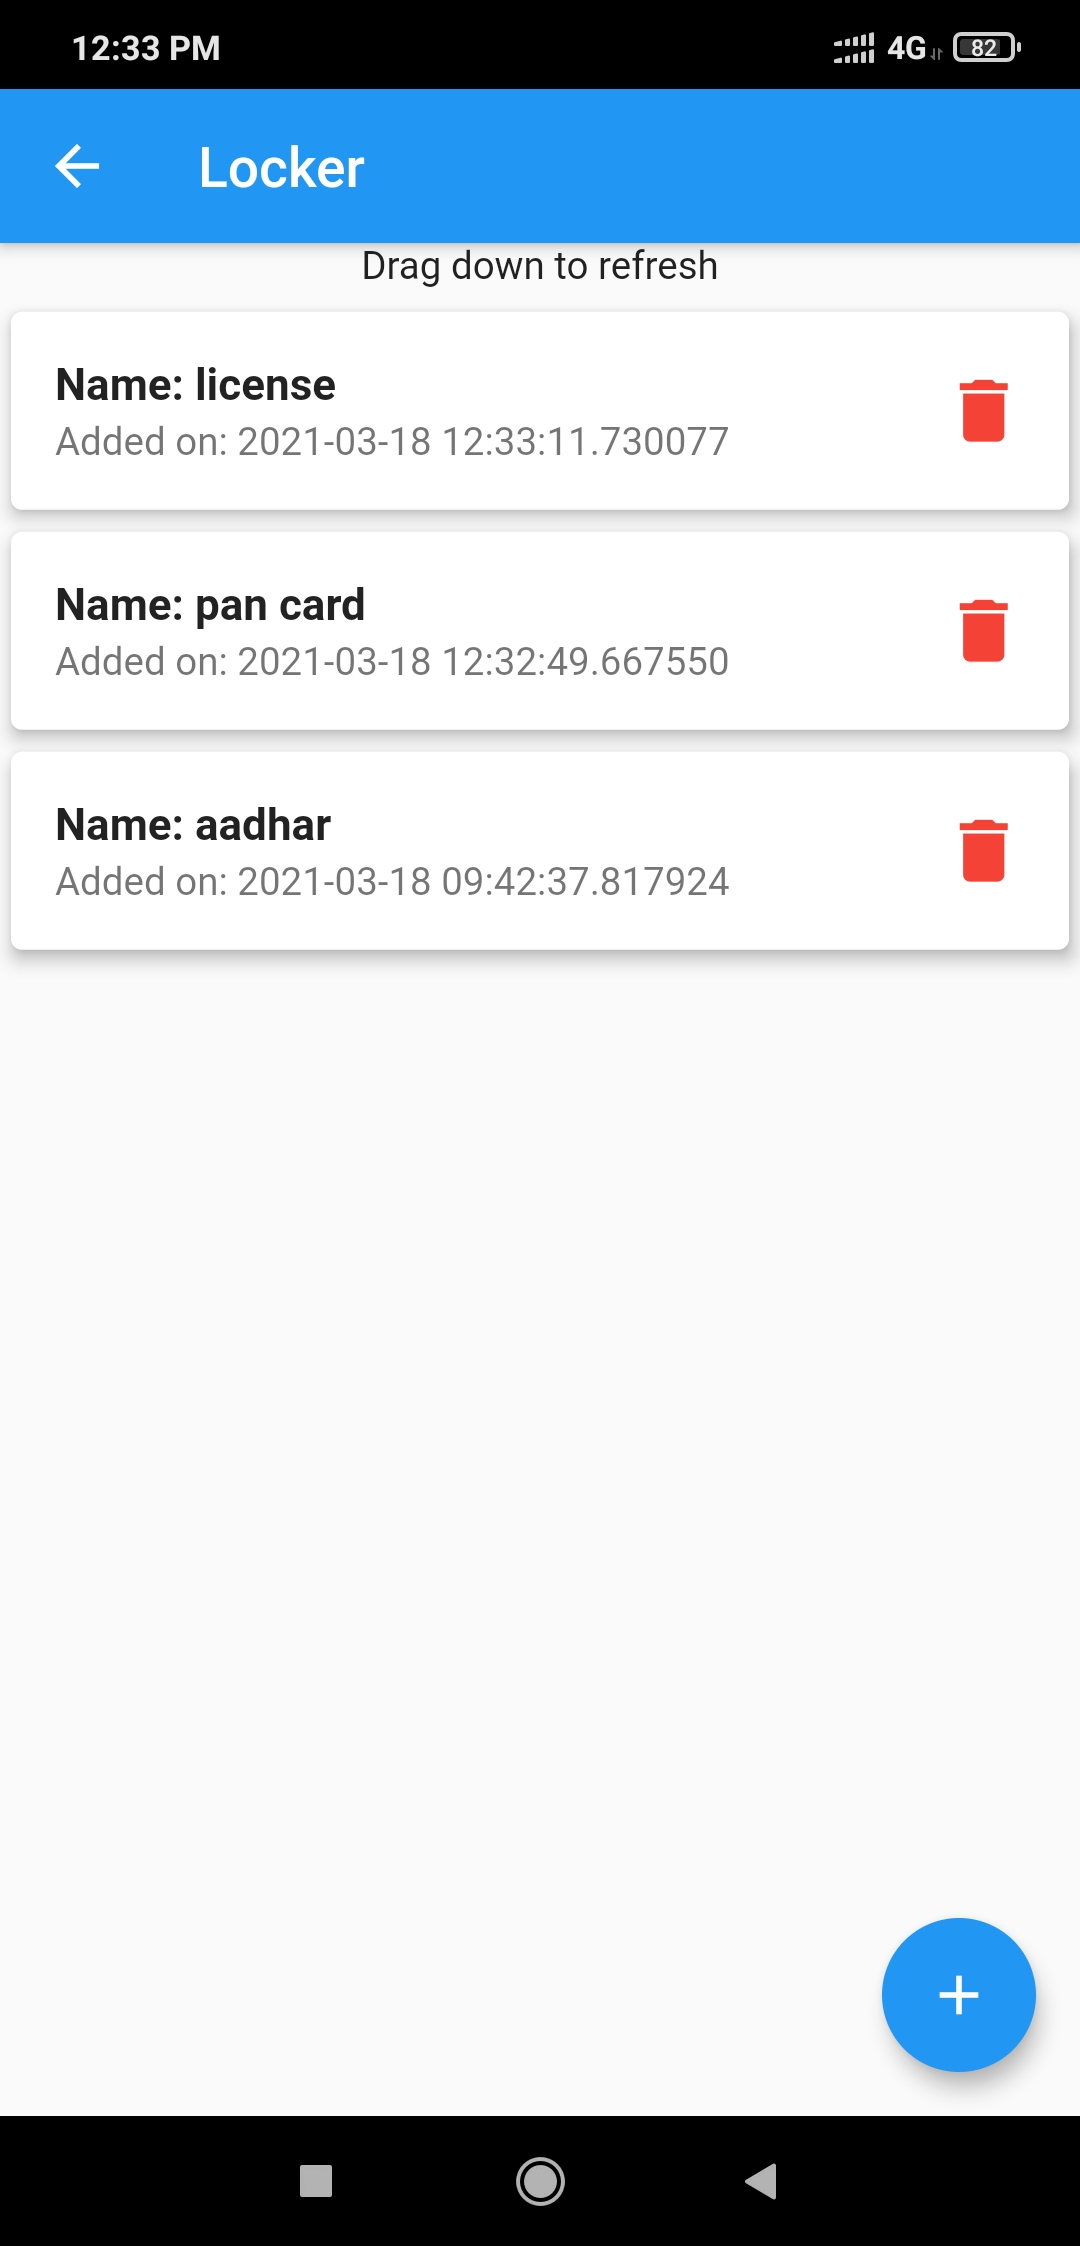 12:33 PM
4G
82
Locker
Drag down to refresh
Name: license
Added on: 2021-03-18 12:33:11.730077
Name: pan card
Added on: 2021-03-18 12:32:49.667550
Name: aadhar
Added on: 2021-03-18 09:42:37.817924